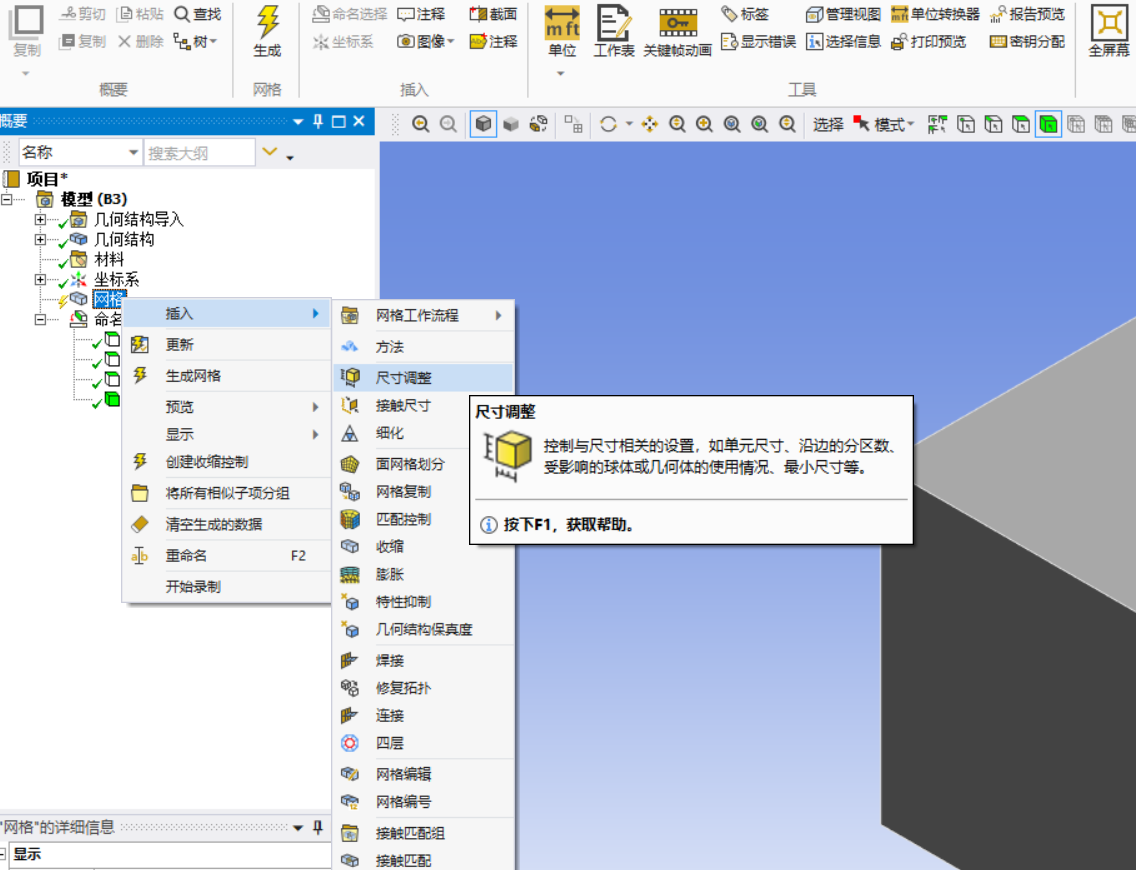 剪切 粘贴 查找 命名选择 注释 截面 标签 管理视图 单位转换器 报告预览
复制 复制 删除 树 生成 坐标系 图像 注释 单位 工作表 关键帧动画 显示错误 选择信息 打印预览 密钥分配 全屏幕
概要 网格 插入 工具
概要
选择 模式
名称 搜索大纲
项目*
模型 (B3)
几何结构导入
几何结构
材料
坐标系
网格
命名
插入
更新
生成网格
预览
显示
创建收缩控制
将所有相似子项分组
清空生成的数据
重命名 F2
开始录制
网格工作流程
方法
尺寸调整
接触尺寸
细化
面网格划分
网格复制
匹配控制
收缩
膨胀
特性抑制
几何结构保真度
焊接
修复拓扑
连接
四层
网格编辑
网格编号
接触匹配组
接触匹配
尺寸调整
控制与尺寸相关的设置，如单元尺寸、沿边的分区数、
受影响的球体或几何体的使用情况、最小尺寸等。
按下F1，获取帮助。
"网格"的详细信息
显示